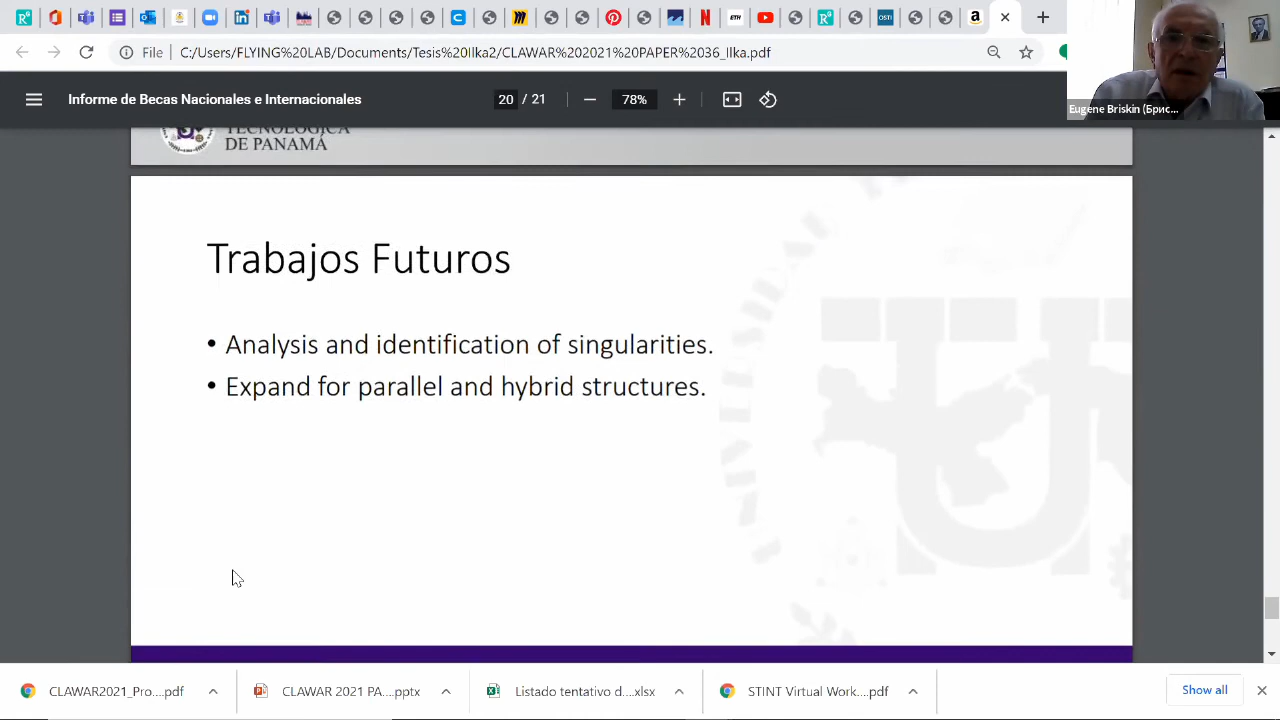 File
C:/Users/FLYING%20LAB/Documents/Tesis%20Ilka2/CLAWAR%202021%20PAPER%2036_Ilka.pdf
Informe de Becas Nacionales e Internacionales
20 / 21
78%
Eugene Briskin (Брис...
TECNOLÓGICA
DE PANAMÁ
Trabajos Futuros
• Analysis and identification of singularities.
• Expand for parallel and hybrid structures.
CLAWAR2021_Pro....pdf
CLAWAR 2021 PA....pptx
Listado tentativo d....xlsx
STINT Virtual Work....pdf
Show all